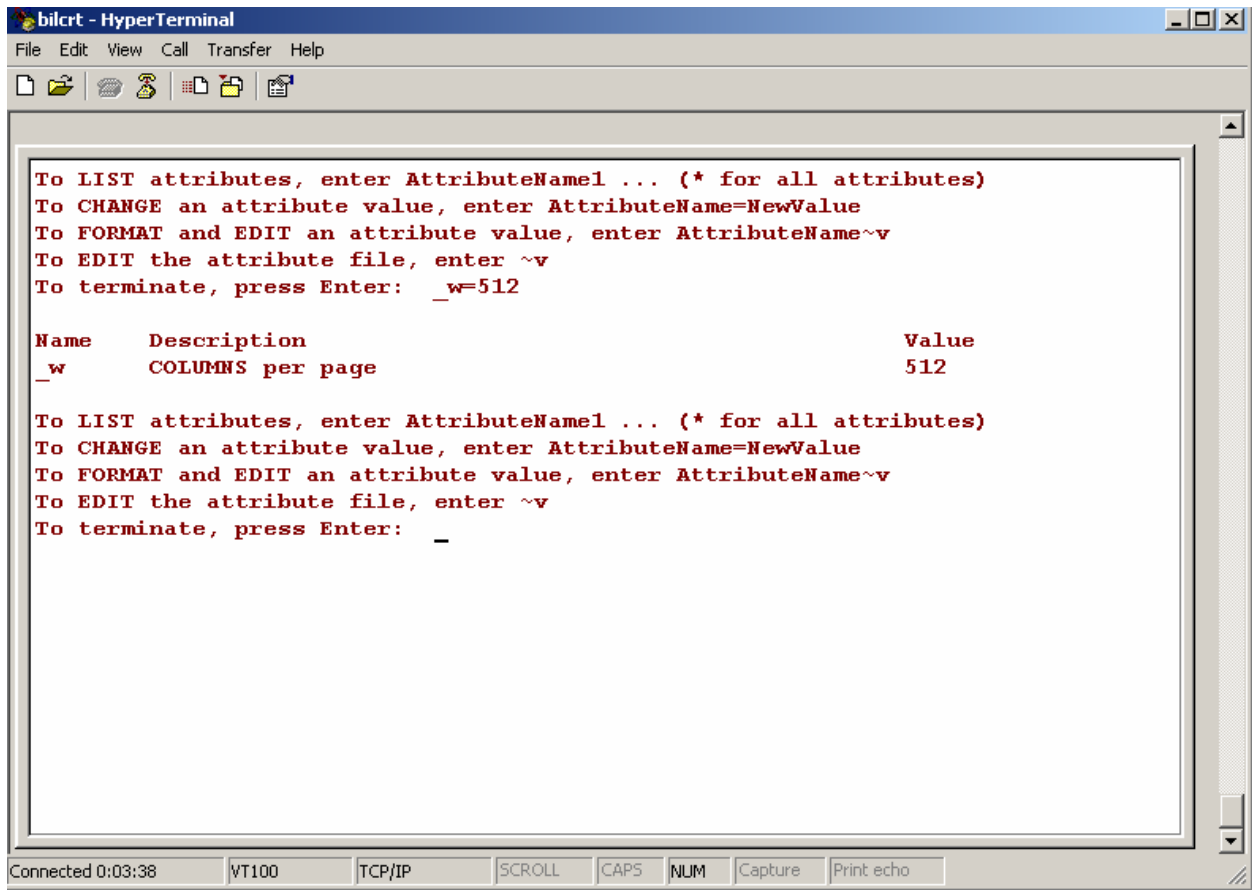 bilcrt - HyperTerminal
File Edit View Call Transfer Help
To LIST attributes, enter AttributeName1 ... (* for all attributes)
To CHANGE an attribute value, enter AttributeName=NewValue
To FORMAT and EDIT an attribute value, enter AttributeName~v
To EDIT the attribute file, enter ~v
To terminate, press Enter: _w=512
Name Description Value
_w COLUMNS per page 512
To LIST attributes, enter AttributeName1 ... (* for all attributes)
To CHANGE an attribute value, enter AttributeName=NewValue
To FORMAT and EDIT an attribute value, enter AttributeName~v
To EDIT the attribute file, enter ~v
To terminate, press Enter: _
Connected 0:03:38 VT100 TCP/IP SCROLL CAPS NUM Capture Print echo